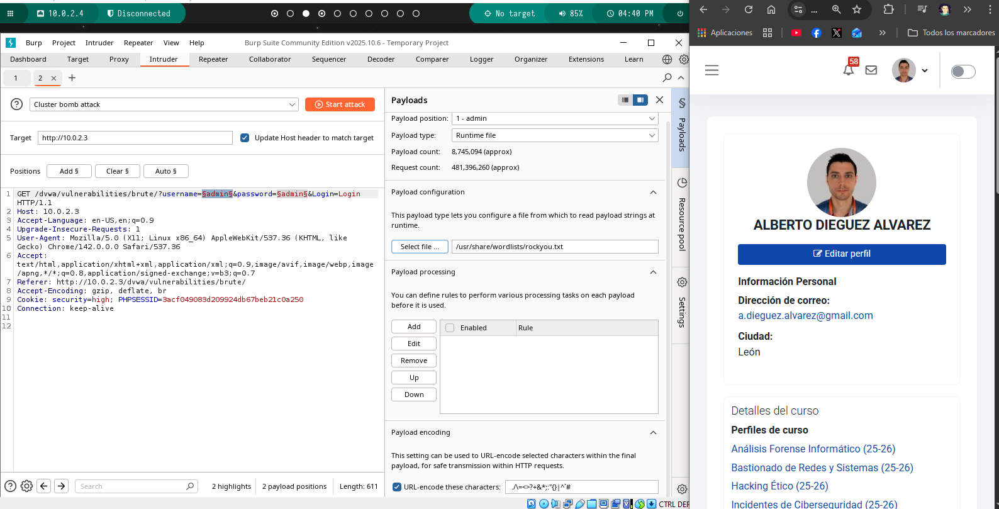 10.0.2.4
Disconnected
No target
85%
04:40 PM
Burp Project Intruder Repeater View Help
Burp Suite Community Edition v2025.10.6 - Temporary Project
Dashboard Target Proxy Intruder Repeater Collaborator Sequencer Decoder Comparer Logger Organizer Extensions Learn
1 2
Cluster bomb attack
Start attack
Target
http://10.0.2.3
Update Host header to match target
Positions
Add §
Clear §
Auto §
1 GET /dvwa/vulnerabilities/brute/?username=§admin§&password=§admin§&Login=Login
HTTP/1.1
2 Host: 10.0.2.3
3 Accept-Language: en-US,en;q=0.9
4 Upgrade-Insecure-Requests: 1
5 User-Agent: Mozilla/5.0 (X11; Linux x86_64) AppleWebKit/537.36 (KHTML, like
Gecko) Chrome/142.0.0.0 Safari/537.36
6 Accept:
text/html,application/xhtml+xml,application/xml;q=0.9,image/avif,image/webp,image
/apng,*/*;q=0.8,application/signed-exchange;v=b3;q=0.7
7 Referer: http://10.0.2.3/dvwa/vulnerabilities/brute/
8 Accept-Encoding: gzip, deflate, br
9 Cookie: security=high; PHPSESSID=3acf049083d209924db67beb21c0a250
10 Connection: keep-alive
11
12
Search
2 highlights
2 payload positions
Length: 611
Payloads
Payload position: 1 - admin
Payload type: Runtime file
Payload count: 8,745,094 (approx)
Request count: 481,396,260 (approx)
Payload configuration
This payload type lets you configure a file from which to read payload strings at
runtime.
Select file ...
/usr/share/wordlists/rockyou.txt
Payload processing
You can define rules to perform various processing tasks on each payload
before it is used.
Add
Edit
Remove
Up
Down
Enabled
Rule
Payload encoding
This setting can be used to URL-encode selected characters within the final
payload, for safe transmission within HTTP requests.
URL-encode these characters:
./\=<>?+&*;:"{}|^`#
§ Payloads
Resource pool
Settings
CTRL DER
...
Aplicaciones
X
Todos los marcadores
58
ALBERTO DIEGUEZ ALVAREZ
Editar perfil
Información Personal
Dirección de correo:
a.dieguez.alvarez@gmail.com
Ciudad:
León
Detalles del curso
Perfiles de curso
Análisis Forense Informático (25-26)
Bastionado de Redes y Sistemas (25-26)
Hacking Ético (25-26)
Incidentes de Ciberseguridad (25-26)